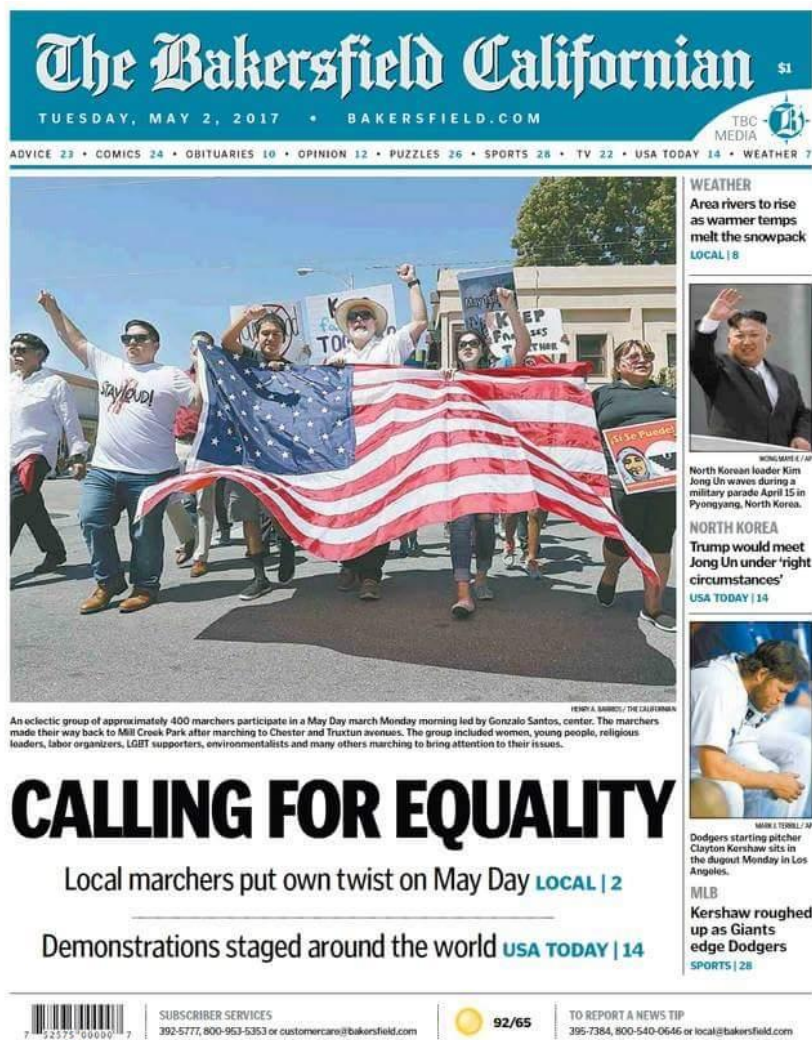 The Bakersfield Californian
$1
TUESDAY, MAY 2, 2017 • BAKERSFIELD.COM
TBC
MEDIA
B
ADVICE 23 • COMICS 24 • OBITUARIES 10 • OPINION 12 • PUZZLES 26 • SPORTS 28 • TV 22 • USA TODAY 14 • WEATHER 7
STAY LOUD!
KEEP
FAMILIES
TOGETHER
¡Si Se Puede!
HENRY A. BARRIOS / THE CALIFORNIAN
An eclectic group of approximately 400 marchers participate in a May Day march Monday morning led by Gonzalo Santos, center. The marchers
made their way back to Mill Creek Park after marching to Chester and Truxtun avenues. The group included women, young people, religious
leaders, labor organizers, LGBT supporters, environmentalists and many others marching to bring attention to their issues.
CALLING FOR EQUALITY
Local marchers put own twist on May Day LOCAL | 2
Demonstrations staged around the world USA TODAY | 14
WEATHER
Area rivers to rise
as warmer temps
melt the snowpack
LOCAL | 8
WONG MAYE-E / AP
North Korean leader Kim
Jong Un waves during a
military parade April 15 in
Pyongyang, North Korea.
NORTH KOREA
Trump would meet
Jong Un under ‘right
circumstances’
USA TODAY | 14
MARK J. TERRILL / AP
Dodgers starting pitcher
Clayton Kershaw sits in
the dugout Monday in Los
Angeles.
MLB
Kershaw roughed
up as Giants
edge Dodgers
SPORTS | 28
7 52575 00000 7
SUBSCRIBER SERVICES
392-5777, 800-953-5353 or customercare@bakersfield.com
92/65
TO REPORT A NEWS TIP
395-7384, 800-540-0646 or local@bakersfield.com